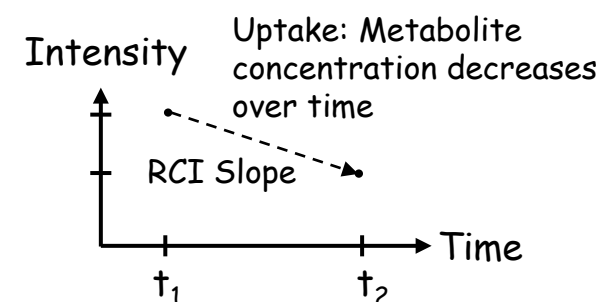 Intensity
Uptake: Metabolite
concentration decreases
over time
RCI Slope
Time
t₁
t₂